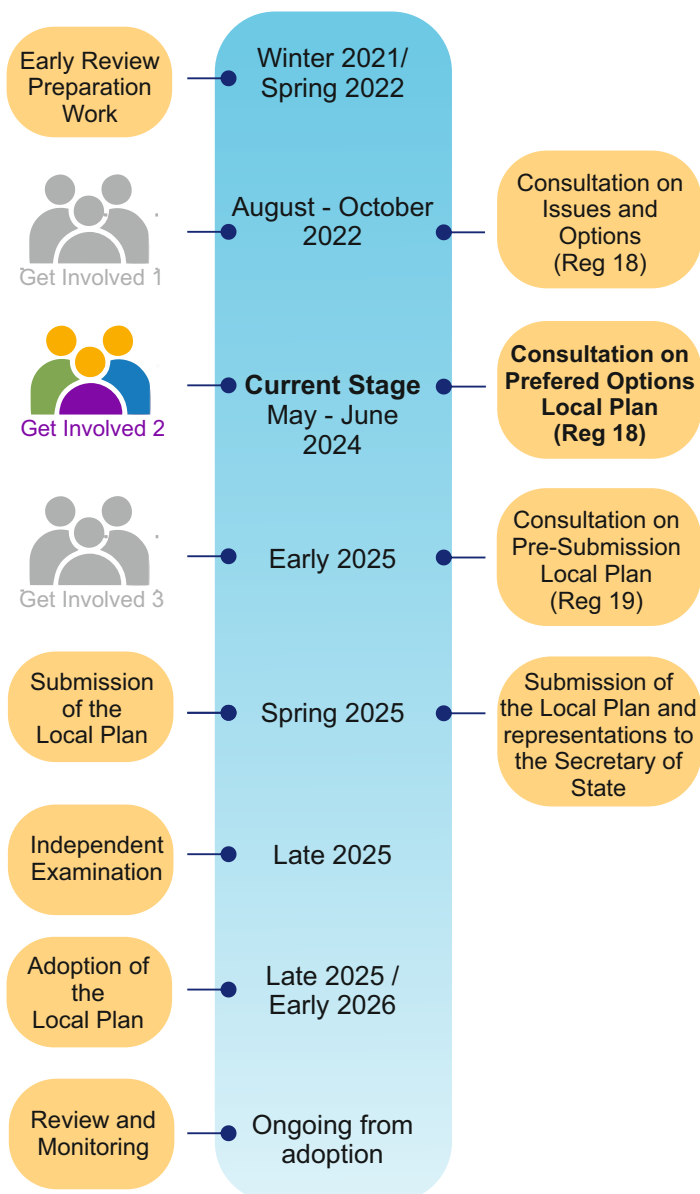 Early Review
Preparation
Work
Winter 2021/
Spring 2022
Get Involved 1
August - October
2022
Consultation on
Issues and
Options
(Reg 18)
Get Involved 2
Current Stage
May - June
2024
Consultation on
Prefered Options
Local Plan
(Reg 18)
Get Involved 3
Early 2025
Consultation on
Pre-Submission
Local Plan
(Reg 19)
Submission
of the
Local Plan
Spring 2025
Submission of
the Local Plan and
representations to
the Secretary of
State
Independent
Examination
Late 2025
Adoption of
the
Local Plan
Late 2025 /
Early 2026
Review and
Monitoring
Ongoing from
adoption